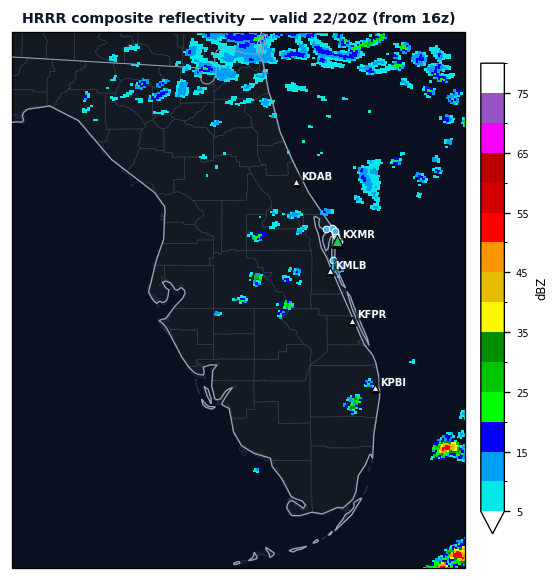 HRRR composite reflectivity — valid 22/20Z (from 16z)
KDAB
KXMR
KMLB
KFPR
KPBI
75
65
55
45
35
25
15
5
dBZ